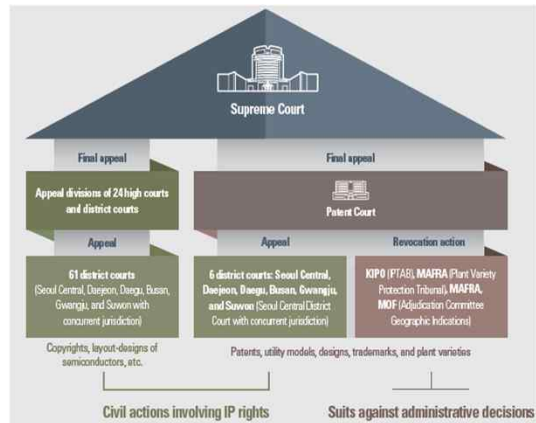 Supreme Court
Final appeal
Final appeal
Appeal divisions of 24 high courts
and district courts
Patent Court
Appeal
Appeal
Revocation action
61 district courts
(Seoul Central, Daejeon, Daegu, Busan,
Gwangju, and Suwon with
concurrent jurisdiction)
6 district courts: Seoul Central,
Daejeon, Daegu, Busan, Gwangju,
and Suwon (Seoul Central District
Court with concurrent jurisdiction)
KIPO (IPTAB), MAFRA (Plant Variety
Protection Tribunal), MAFRA,
MOF (Adjudication Committee
Geographic Indications)
Copyrights, layout-designs of
semiconductors, etc.
Patents, utility models, designs, trademarks, and plant varieties
Civil actions involving IP rights
Suits against administrative decisions